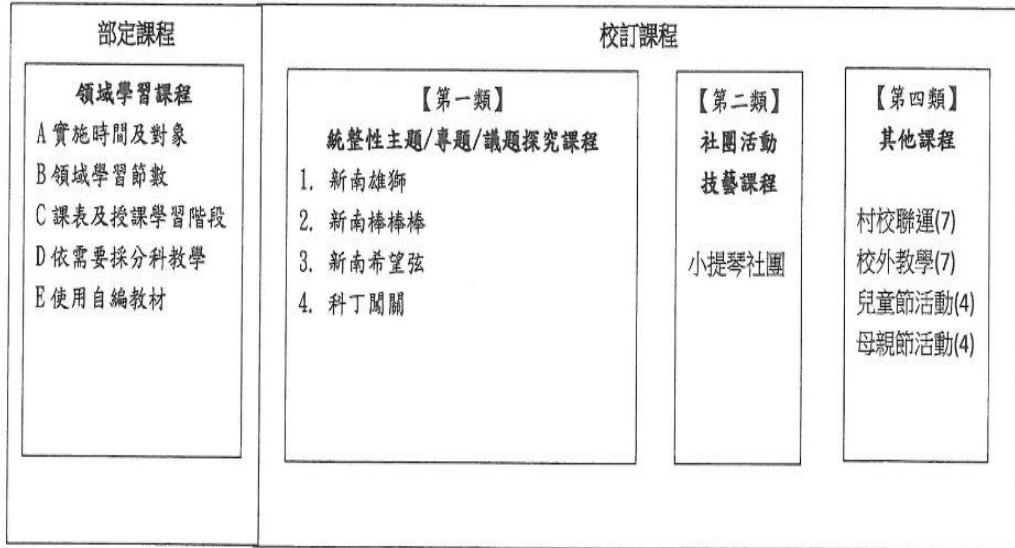 部定課程
領域學習課程
A 實施時間及對象
B 領域學習節數
C 課表及授課學習階段
D 依需要採分科教學
E 使用自編教材
校訂課程
【第一類】
統整性主題/專題/議題探究課程
1. 新南雄獅
2. 新南棒棒棒
3. 新南希望弦
4. 科丁闖關
【第二類】
社團活動
技藝課程
小提琴社團
【第四類】
其他課程
村校聯運(7)
校外教學(7)
兒童節活動(4)
母親節活動(4)